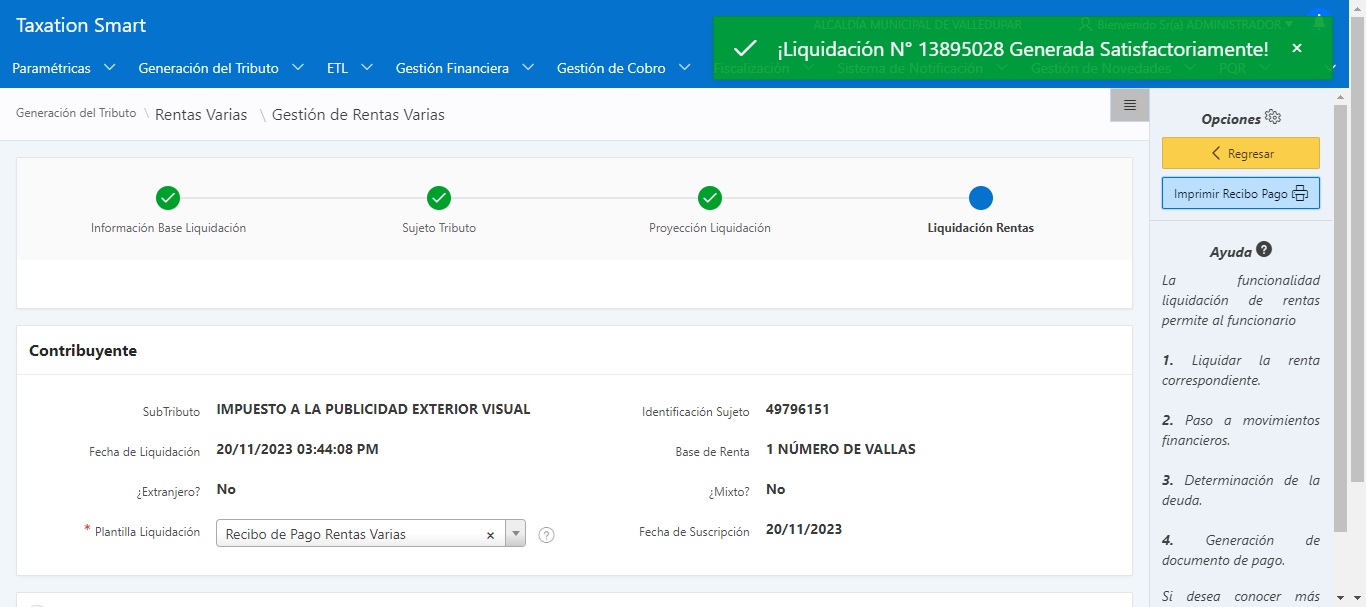 Taxation Smart
ALCALDÍA MUNICIPAL DE VALLEDUPAR
Bienvenido Sr(a) ADMINISTRADOR
¡Liquidación N° 13895028 Generada Satisfactoriamente! ×
Paramétricas
Generación del Tributo
ETL
Gestión Financiera
Gestión de Cobro
Fiscalización
Sistema de Notificación
Gestión de Novedades
PQR
Generación del Tributo \ Rentas Varias \ Gestión de Rentas Varias
Información Base Liquidación
Sujeto Tributo
Proyección Liquidación
Liquidación Rentas
Contribuyente
SubTributo IMPUESTO A LA PUBLICIDAD EXTERIOR VISUAL
Identificación Sujeto 49796151
Fecha de Liquidación 20/11/2023 03:44:08 PM
Base de Renta 1 NÚMERO DE VALLAS
¿Extranjero? No
¿Mixto? No
* Plantilla Liquidación Recibo de Pago Rentas Varias × ?
Fecha de Suscripción 20/11/2023
Opciones
Regresar
Imprimir Recibo Pago
Ayuda ?
La funcionalidad
liquidación de rentas
permite al funcionario
1. Liquidar la renta
correspondiente.
2. Paso a movimientos
financieros.
3. Determinación de la
deuda.
4. Generación de
documento de pago.
Si desea conocer más